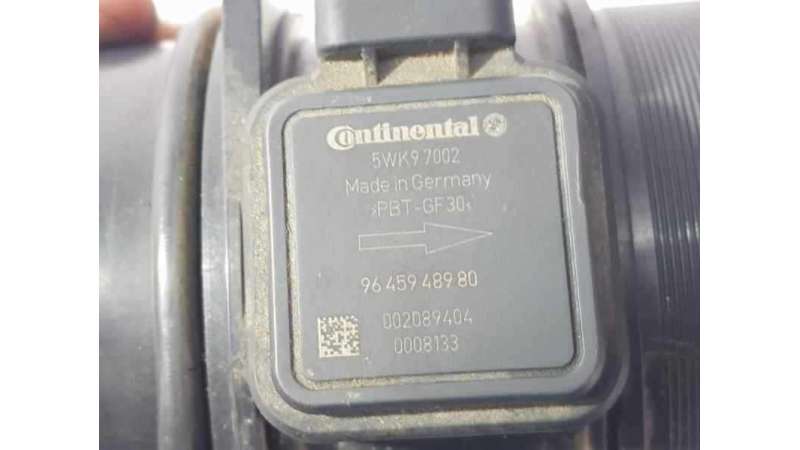 Continental
5WK9 7002
Made in Germany
>PBT-GF30<
96 459 489 80
002089404
0008133